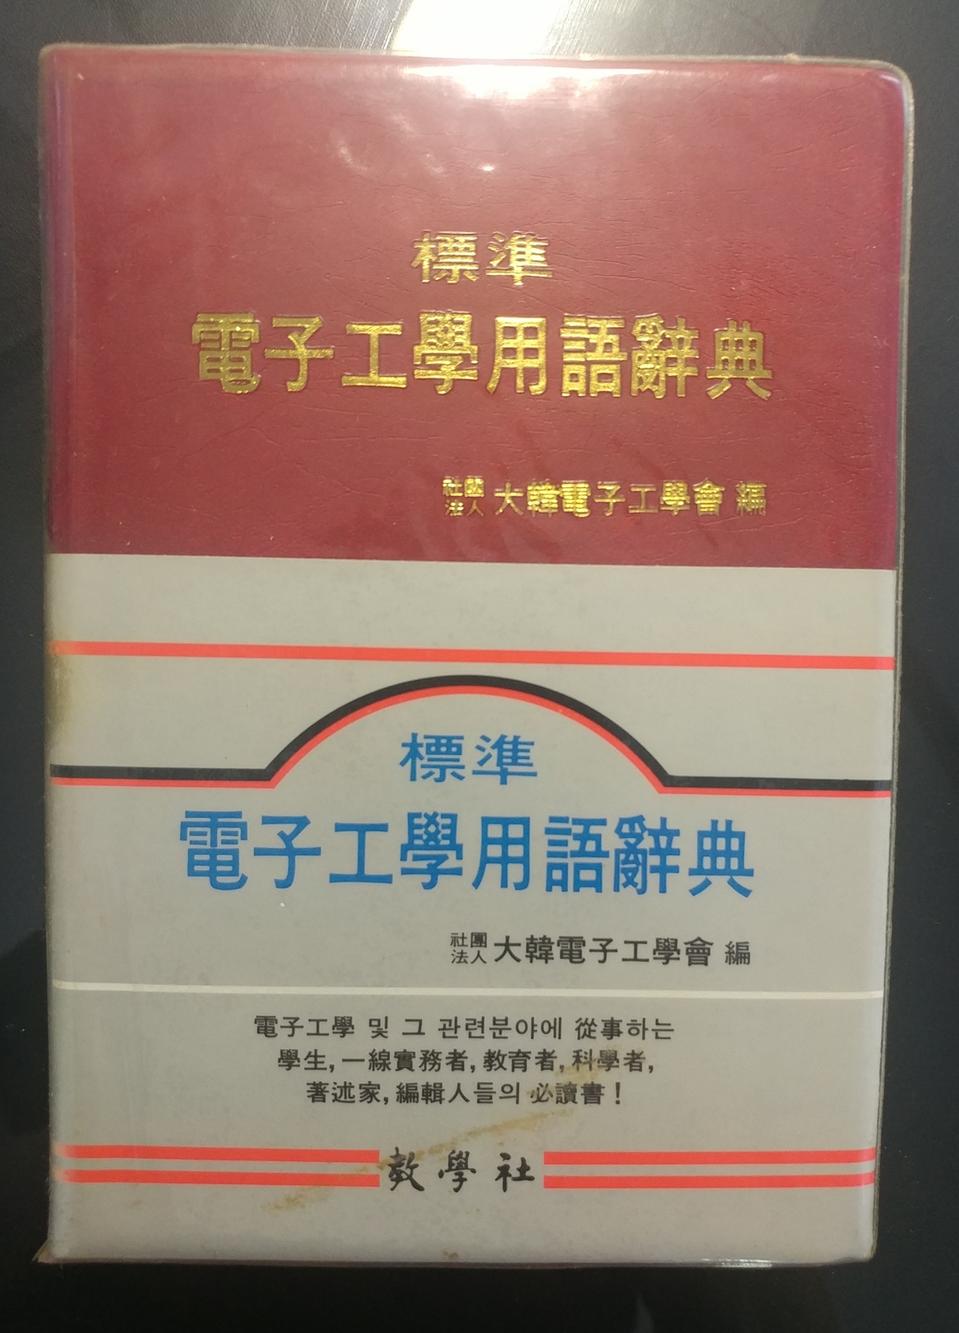 標準
電子工學用語辭典
社團法人 大韓電子工學會 編
標準
電子工學用語辭典
社團法人 大韓電子工學會 編
電子工學 및 그 관련분야에 從事하는
學生, 一線實務者, 敎育者, 科學者,
著述家, 編輯人들의 必讀書!
敎學社